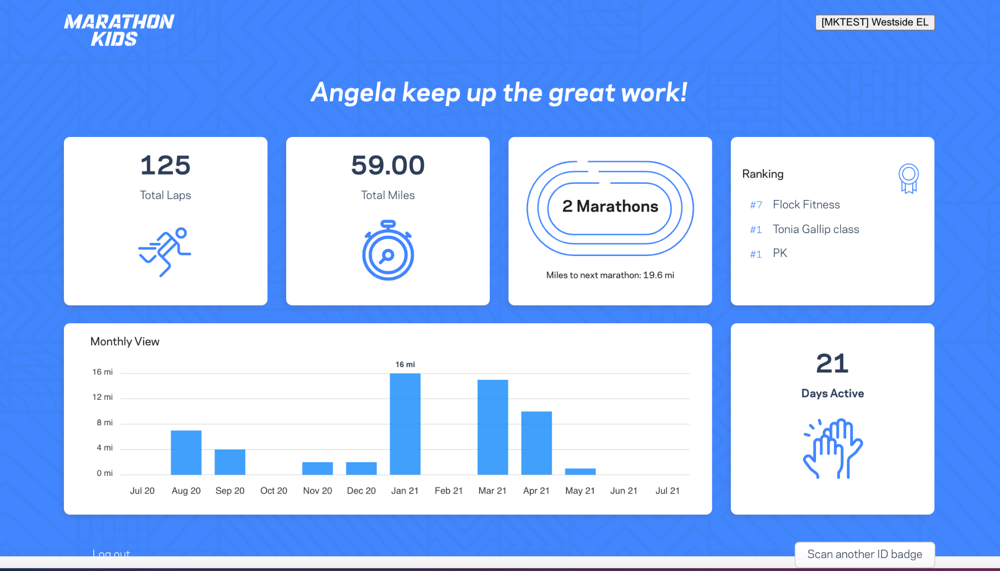 MARATHON
KIDS
[MKTEST] Westside EL
Angela keep up the great work!
125
Total Laps
59.00
Total Miles
2 Marathons
Miles to next marathon: 19.6 mi
Ranking
#7 Flock Fitness
#1 Tonia Gallip class
#1 PK
Monthly View
16 mi
16 mi
12 mi
8 mi
4 mi
0 mi
Jul 20 Aug 20 Sep 20 Oct 20 Nov 20 Dec 20 Jan 21 Feb 21 Mar 21 Apr 21 May 21 Jun 21 Jul 21
21
Days Active
Log out
Scan another ID badge